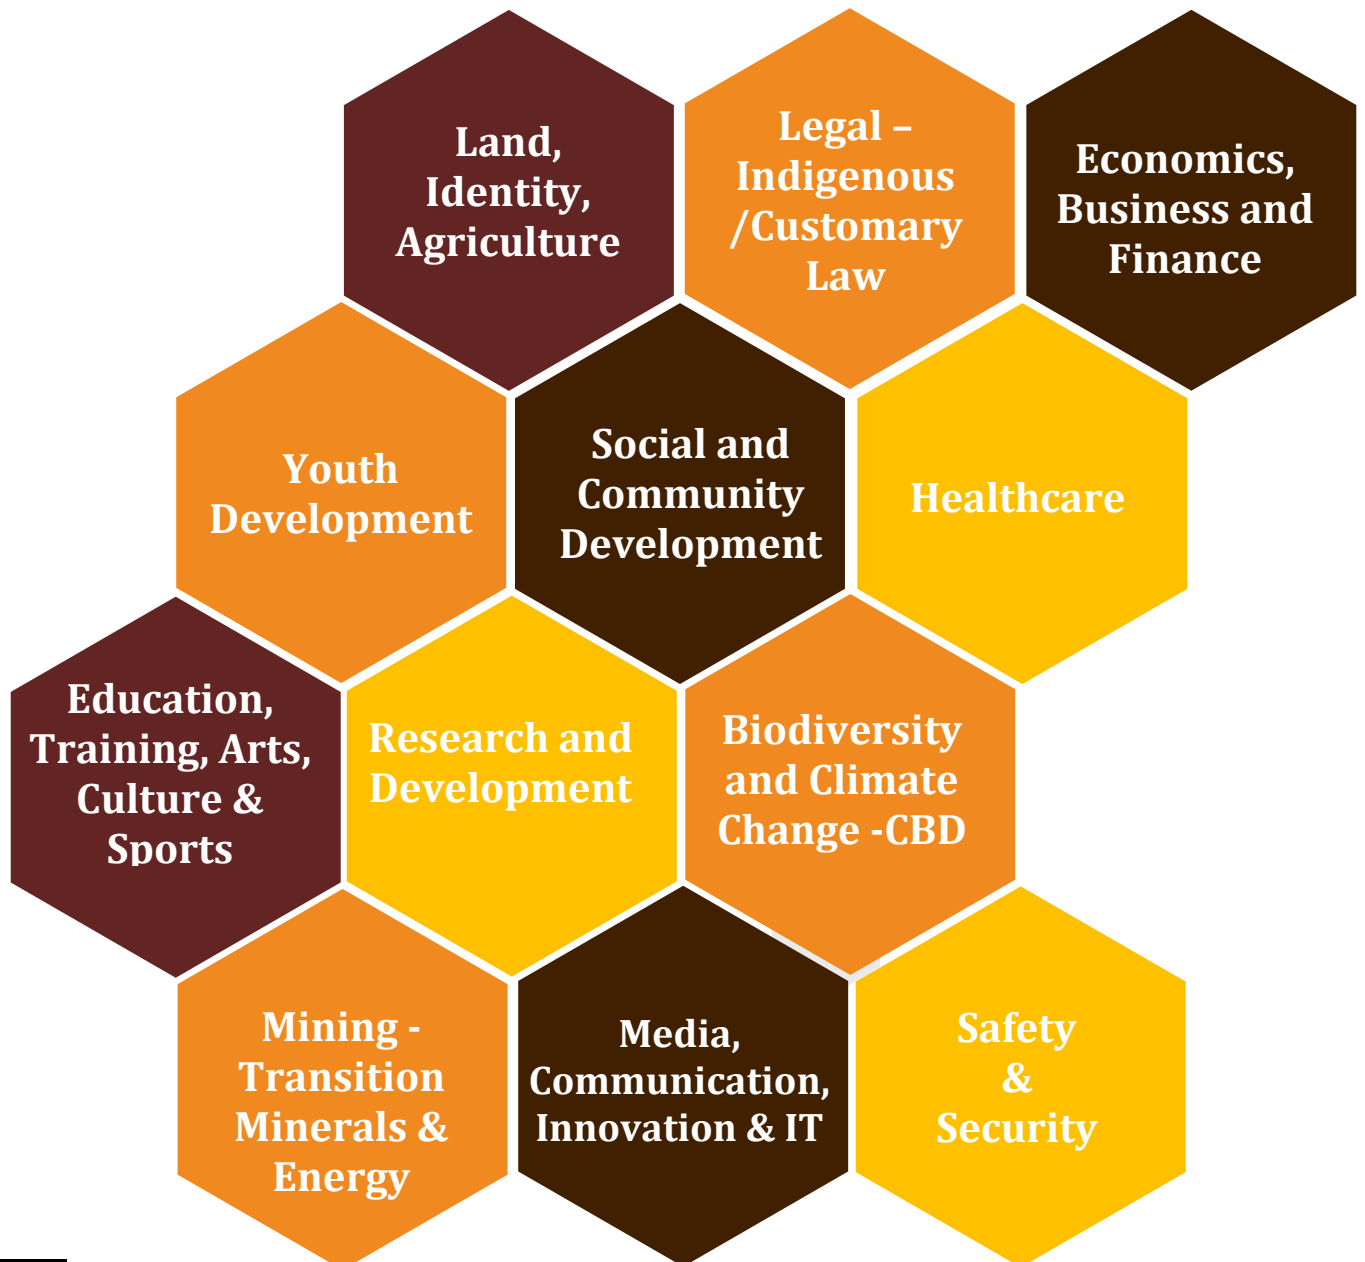 Land,
Identity,
Agriculture
Legal –
Indigenous
/Customary
Law
Economics,
Business and
Finance
Youth
Development
Social and
Community
Development
Healthcare
Education,
Training, Arts,
Culture &
Sports
Research and
Development
Biodiversity
and Climate
Change -CBD
Mining -
Transition
Minerals &
Energy
Media,
Communication,
Innovation & IT
Safety
&
Security